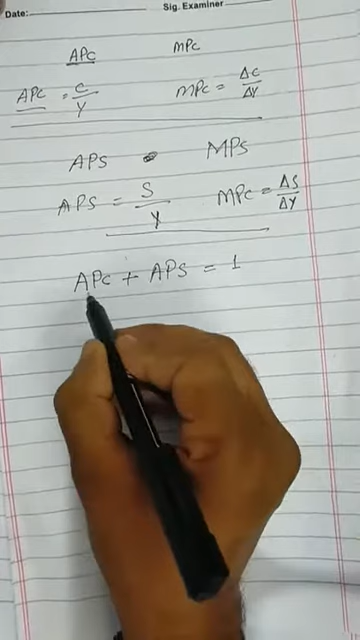 Date: Sig. Examiner
APC MPC
APC = C/Y MPC = ΔC/ΔY
APS MPS
APS = S/Y MPC = ΔS/ΔY
APC + APS = 1